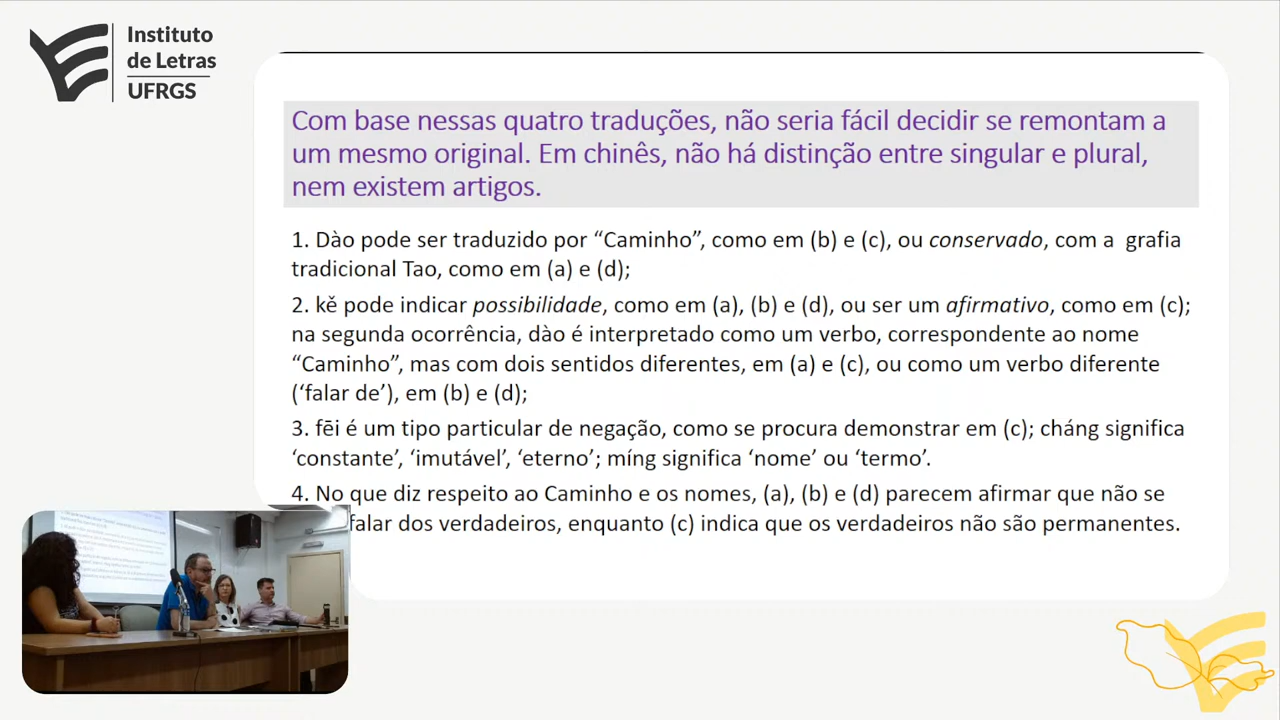 Instituto
de Letras
UFRGS
Com base nessas quatro traduções, não seria fácil decidir se remontam a
um mesmo original. Em chinês, não há distinção entre singular e plural,
nem existem artigos.
1. Dào pode ser traduzido por “Caminho”, como em (b) e (c), ou conservado, com a grafia
tradicional Tao, como em (a) e (d);
2. kě pode indicar possibilidade, como em (a), (b) e (d), ou ser um afirmativo, como em (c);
na segunda ocorrência, dào é interpretado como um verbo, correspondente ao nome
“Caminho”, mas com dois sentidos diferentes, em (a) e (c), ou como um verbo diferente
(‘falar de’), em (b) e (d);
3. fēi é um tipo particular de negação, como se procura demonstrar em (c); cháng significa
‘constante’, ‘imutável’, ‘eterno’; míng significa ‘nome’ ou ‘termo’.
4. No que diz respeito ao Caminho e os nomes, (a), (b) e (d) parecem afirmar que não se
falar dos verdadeiros, enquanto (c) indica que os verdadeiros não são permanentes.